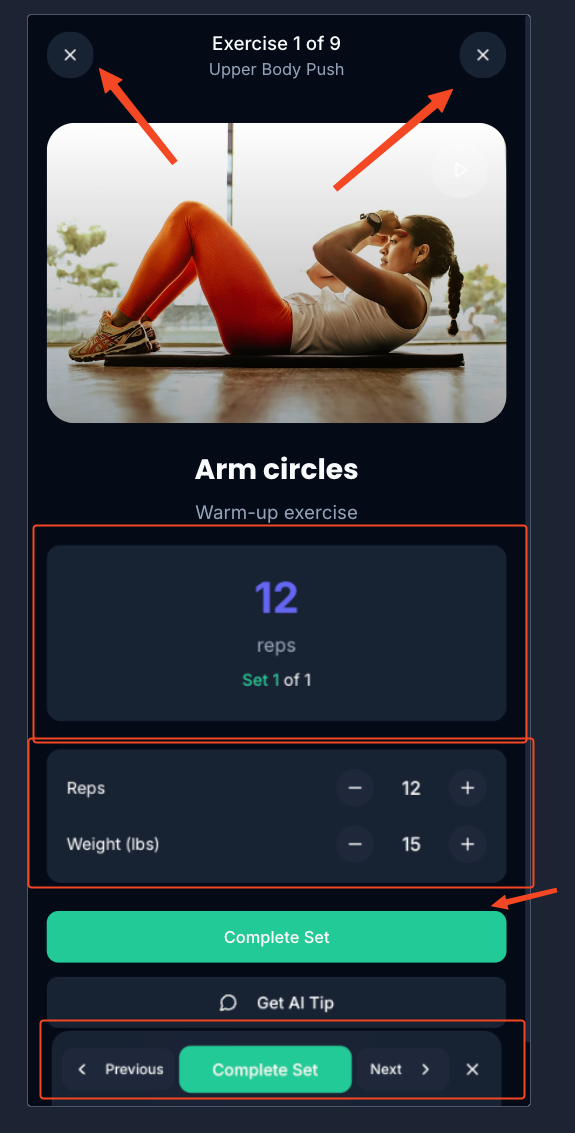 Exercise 1 of 9
Upper Body Push
Arm circles
Warm-up exercise
12
reps
Set 1 of 1
Reps 12
Weight (lbs) 15
Complete Set
Get AI Tip
Previous Complete Set Next